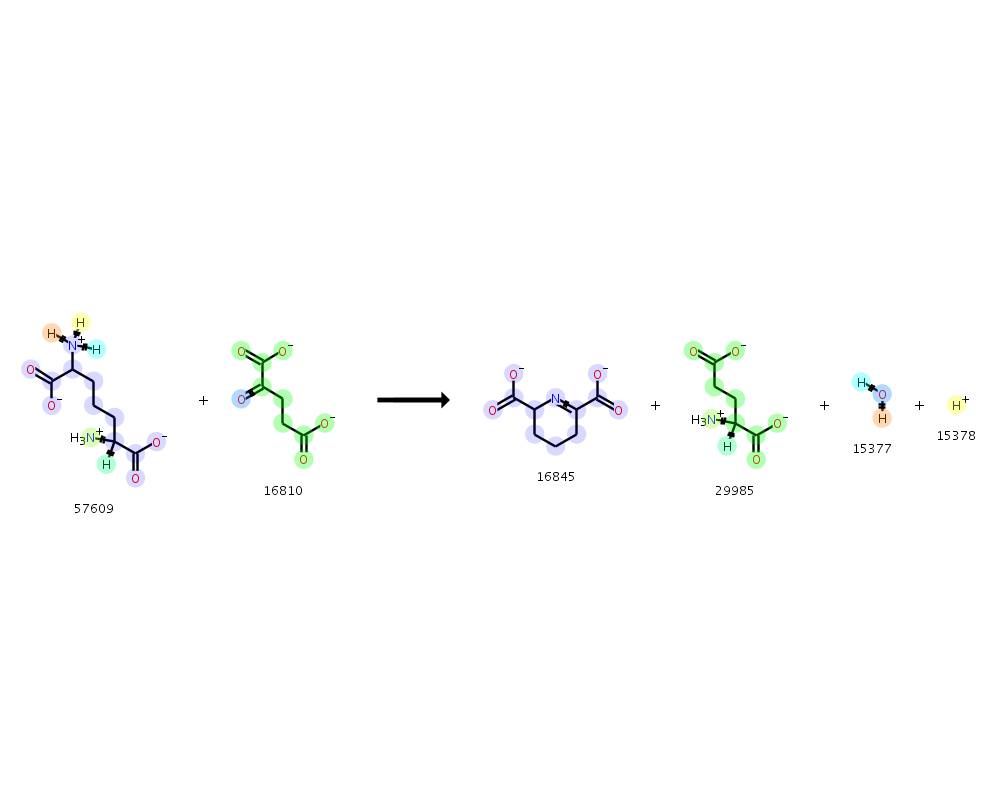 H H
N+ H
O
O-
H3N+ O-
H
O
57609
+
O O-
O
O-
O
16810
O- O-
O N O
16845
+
O O-
H3N+ O-
H
O
29985
+
H
O
H
15377
+
H+
15378